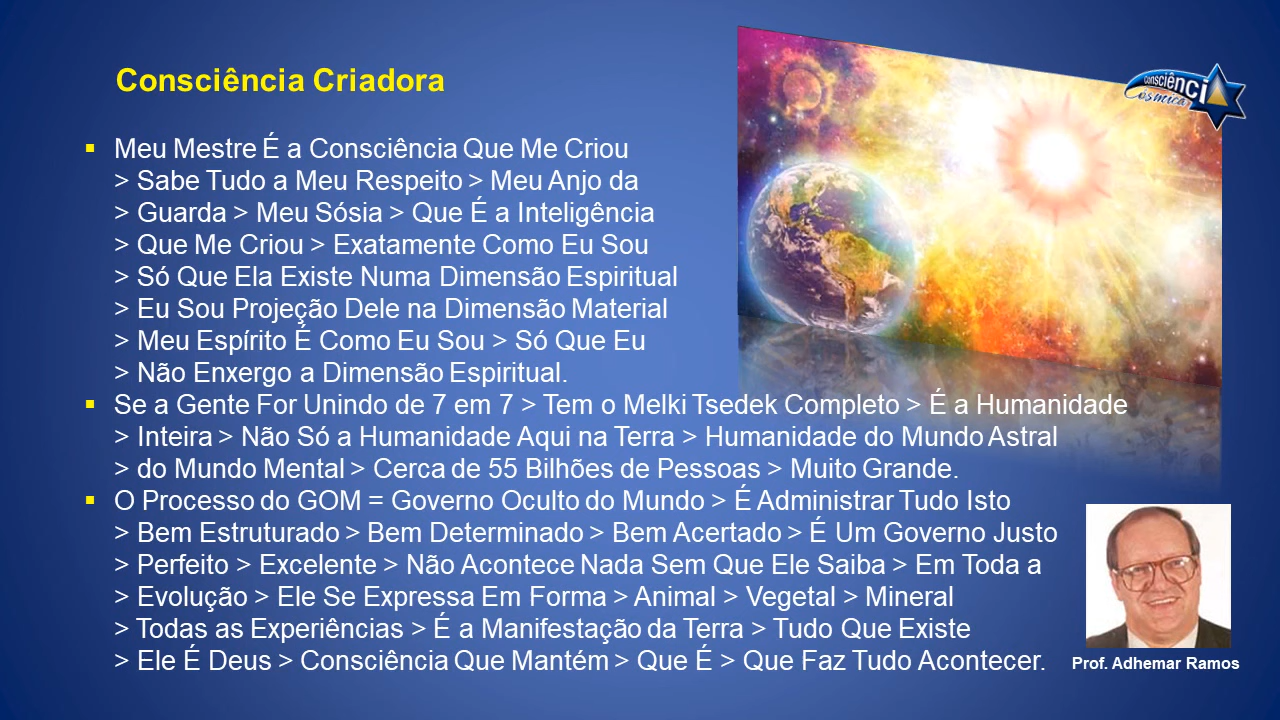 Consciência Criadora
consciênci
Cósmica
▪ Meu Mestre É a Consciência Que Me Criou
> Sabe Tudo a Meu Respeito > Meu Anjo da
> Guarda > Meu Sósia > Que É a Inteligência
> Que Me Criou > Exatamente Como Eu Sou
> Só Que Ela Existe Numa Dimensão Espiritual
> Eu Sou Projeção Dele na Dimensão Material
> Meu Espírito É Como Eu Sou > Só Que Eu
> Não Enxergo a Dimensão Espiritual.
▪ Se a Gente For Unindo de 7 em 7 > Tem o Melki Tsedek Completo > É a Humanidade
> Inteira > Não Só a Humanidade Aqui na Terra > Humanidade do Mundo Astral
> do Mundo Mental > Cerca de 55 Bilhões de Pessoas > Muito Grande.
▪ O Processo do GOM = Governo Oculto do Mundo > É Administrar Tudo Isto
> Bem Estruturado > Bem Determinado > Bem Acertado > É Um Governo Justo
> Perfeito > Excelente > Não Acontece Nada Sem Que Ele Saiba > Em Toda a
> Evolução > Ele Se Expressa Em Forma > Animal > Vegetal > Mineral
> Todas as Experiências > É a Manifestação da Terra > Tudo Que Existe
> Ele É Deus > Consciência Que Mantém > Que É > Que Faz Tudo Acontecer.
Prof. Adhemar Ramos